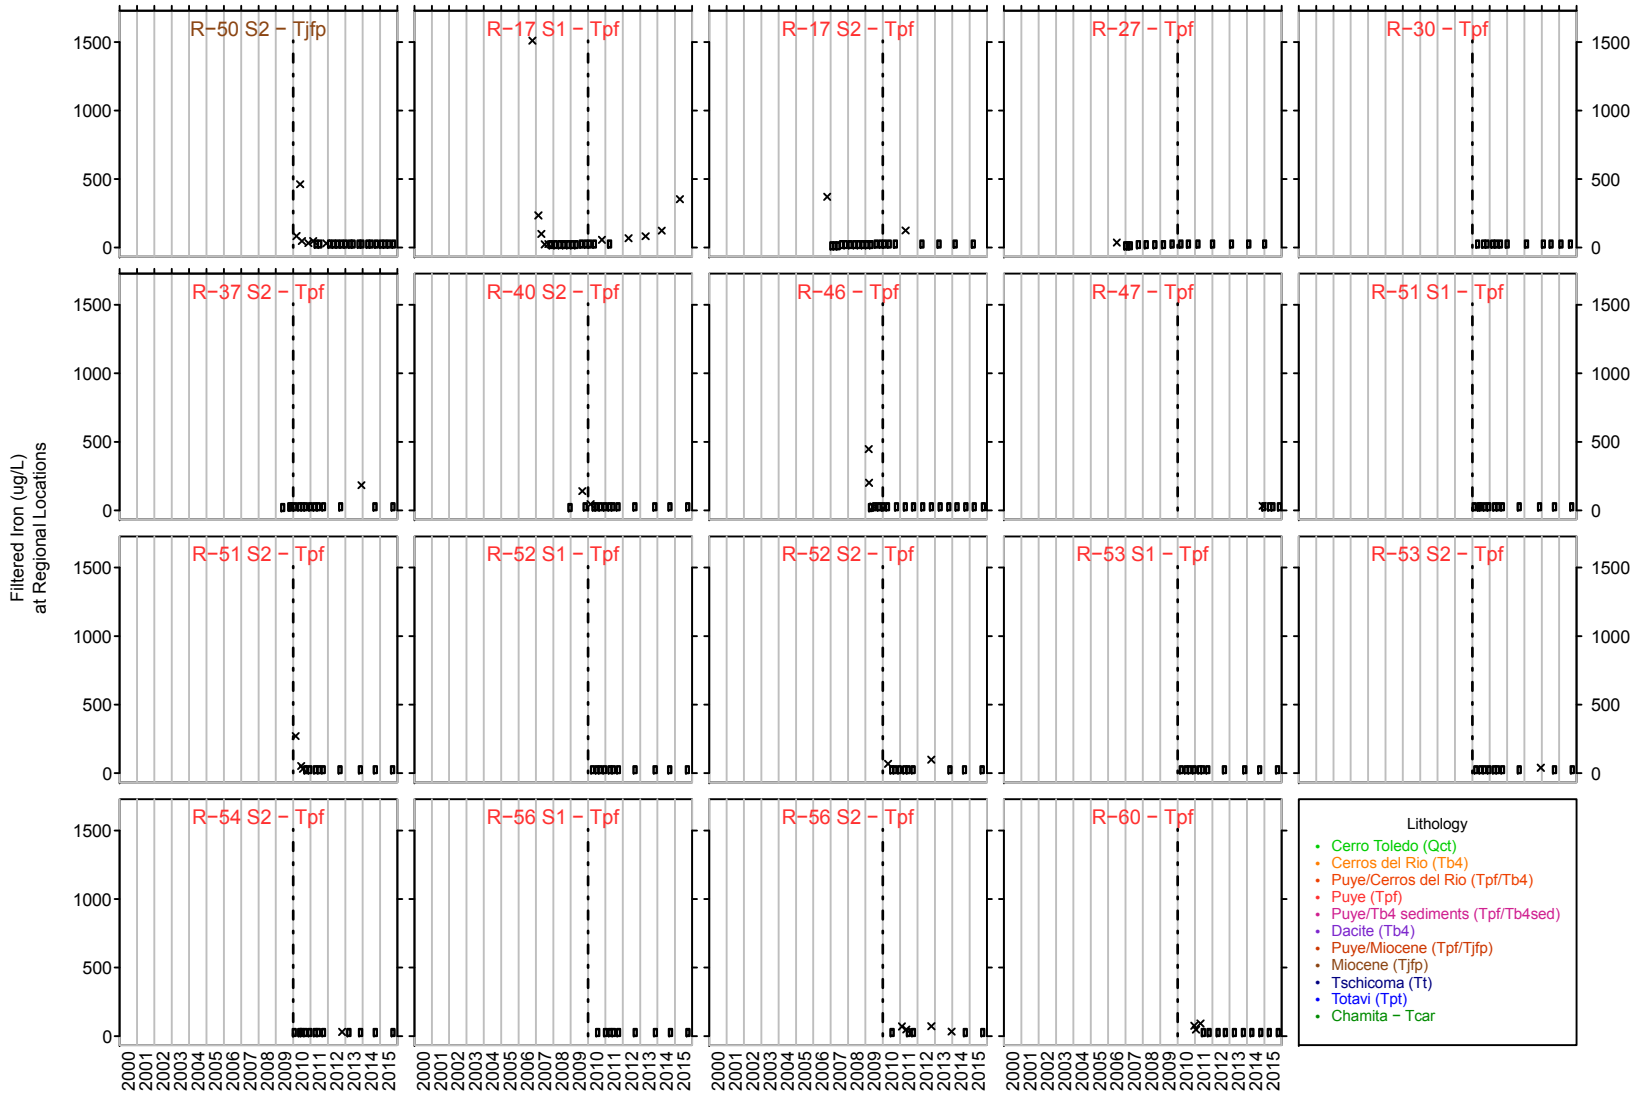 R−50 S2 − Tjfp
R−17 S1 − Tpf
R−17 S2 − Tpf
R−27 − Tpf
R−30 − Tpf
1500
1000
500
0
1500
1000
500
0
R−37 S2 − Tpf
R−40 S2 − Tpf
R−46 − Tpf
R−47 − Tpf
R−51 S1 − Tpf
1500
1000
500
0
1500
1000
500
0
Filtered Iron (ug/L)
at Regional Locations
R−51 S2 − Tpf
R−52 S1 − Tpf
R−52 S2 − Tpf
R−53 S1 − Tpf
R−53 S2 − Tpf
1500
1000
500
0
1500
1000
500
0
R−54 S2 − Tpf
R−56 S1 − Tpf
R−56 S2 − Tpf
R−60 − Tpf
1500
1000
500
0
2000 2001 2002 2003 2004 2005 2006 2007 2008 2009 2010 2011 2012 2013 2014 2015
2000 2001 2002 2003 2004 2005 2006 2007 2008 2009 2010 2011 2012 2013 2014 2015
2000 2001 2002 2003 2004 2005 2006 2007 2008 2009 2010 2011 2012 2013 2014 2015
2000 2001 2002 2003 2004 2005 2006 2007 2008 2009 2010 2011 2012 2013 2014 2015
Lithology
Cerro Toledo (Qct)
Cerros del Rio (Tb4)
Puye/Cerros del Rio (Tpf/Tb4)
Puye (Tpf)
Puye/Tb4 sediments (Tpf/Tb4sed)
Dacite (Tb4)
Puye/Miocene (Tpf/Tjfp)
Miocene (Tjfp)
Tschicoma (Tt)
Totavi (Tpt)
Chamita − Tcar